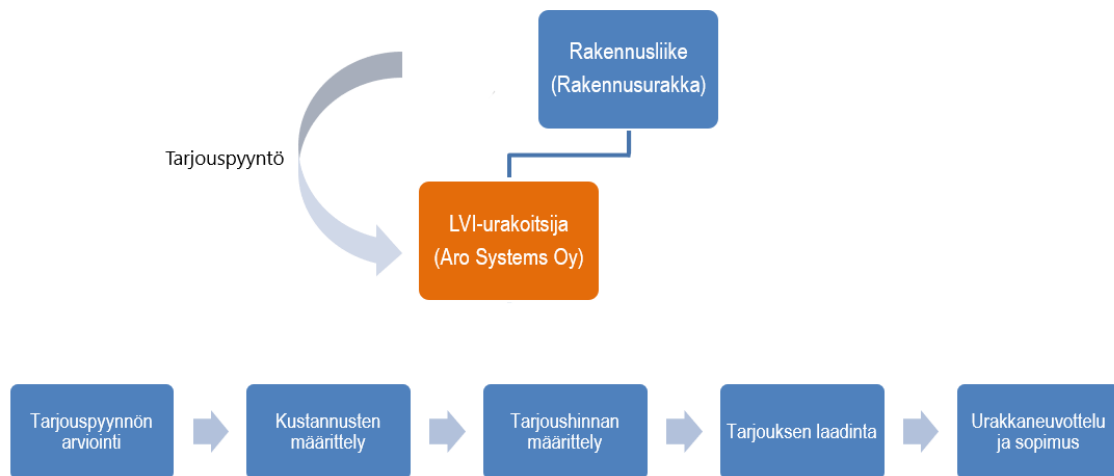 Rakennusliike
(Rakennusurakka)
Tarjouspyyntö
LVI-urakoitsija
(Aro Systems Oy)
Tarjouspyynnön
arviointi
Kustannusten
määrittely
Tarjoushinnan
määrittely
Tarjouksen laadinta
Urakkaneuvottelu
ja sopimus